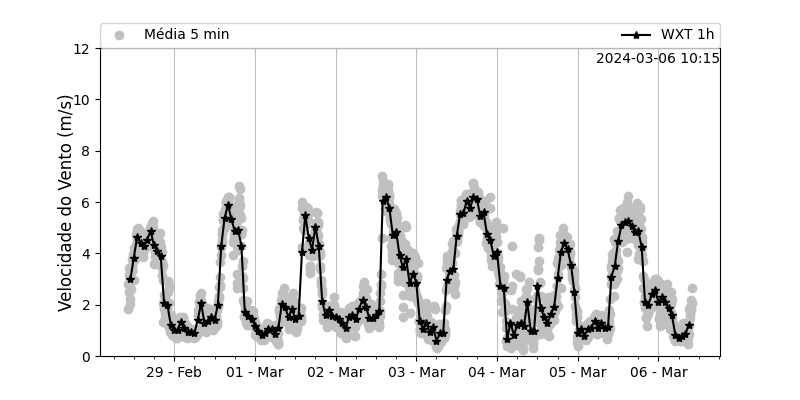 Média 5 min
WXT 1h
2024-03-06 10:15
Velocidade do Vento (m/s)
12
10
8
6
4
2
0
29 - Feb
01 - Mar
02 - Mar
03 - Mar
04 - Mar
05 - Mar
06 - Mar